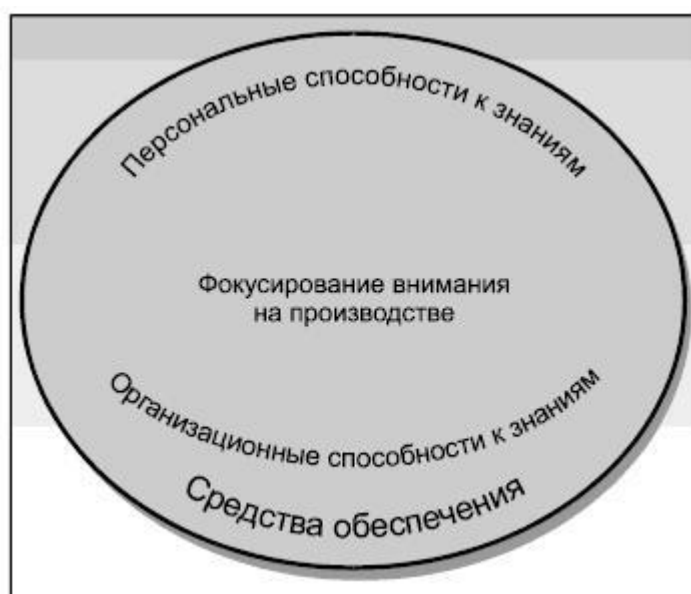 Персональные способности к знаниям
Фокусирование внимания
на производстве
Организационные способности к знаниям
Средства обеспечения